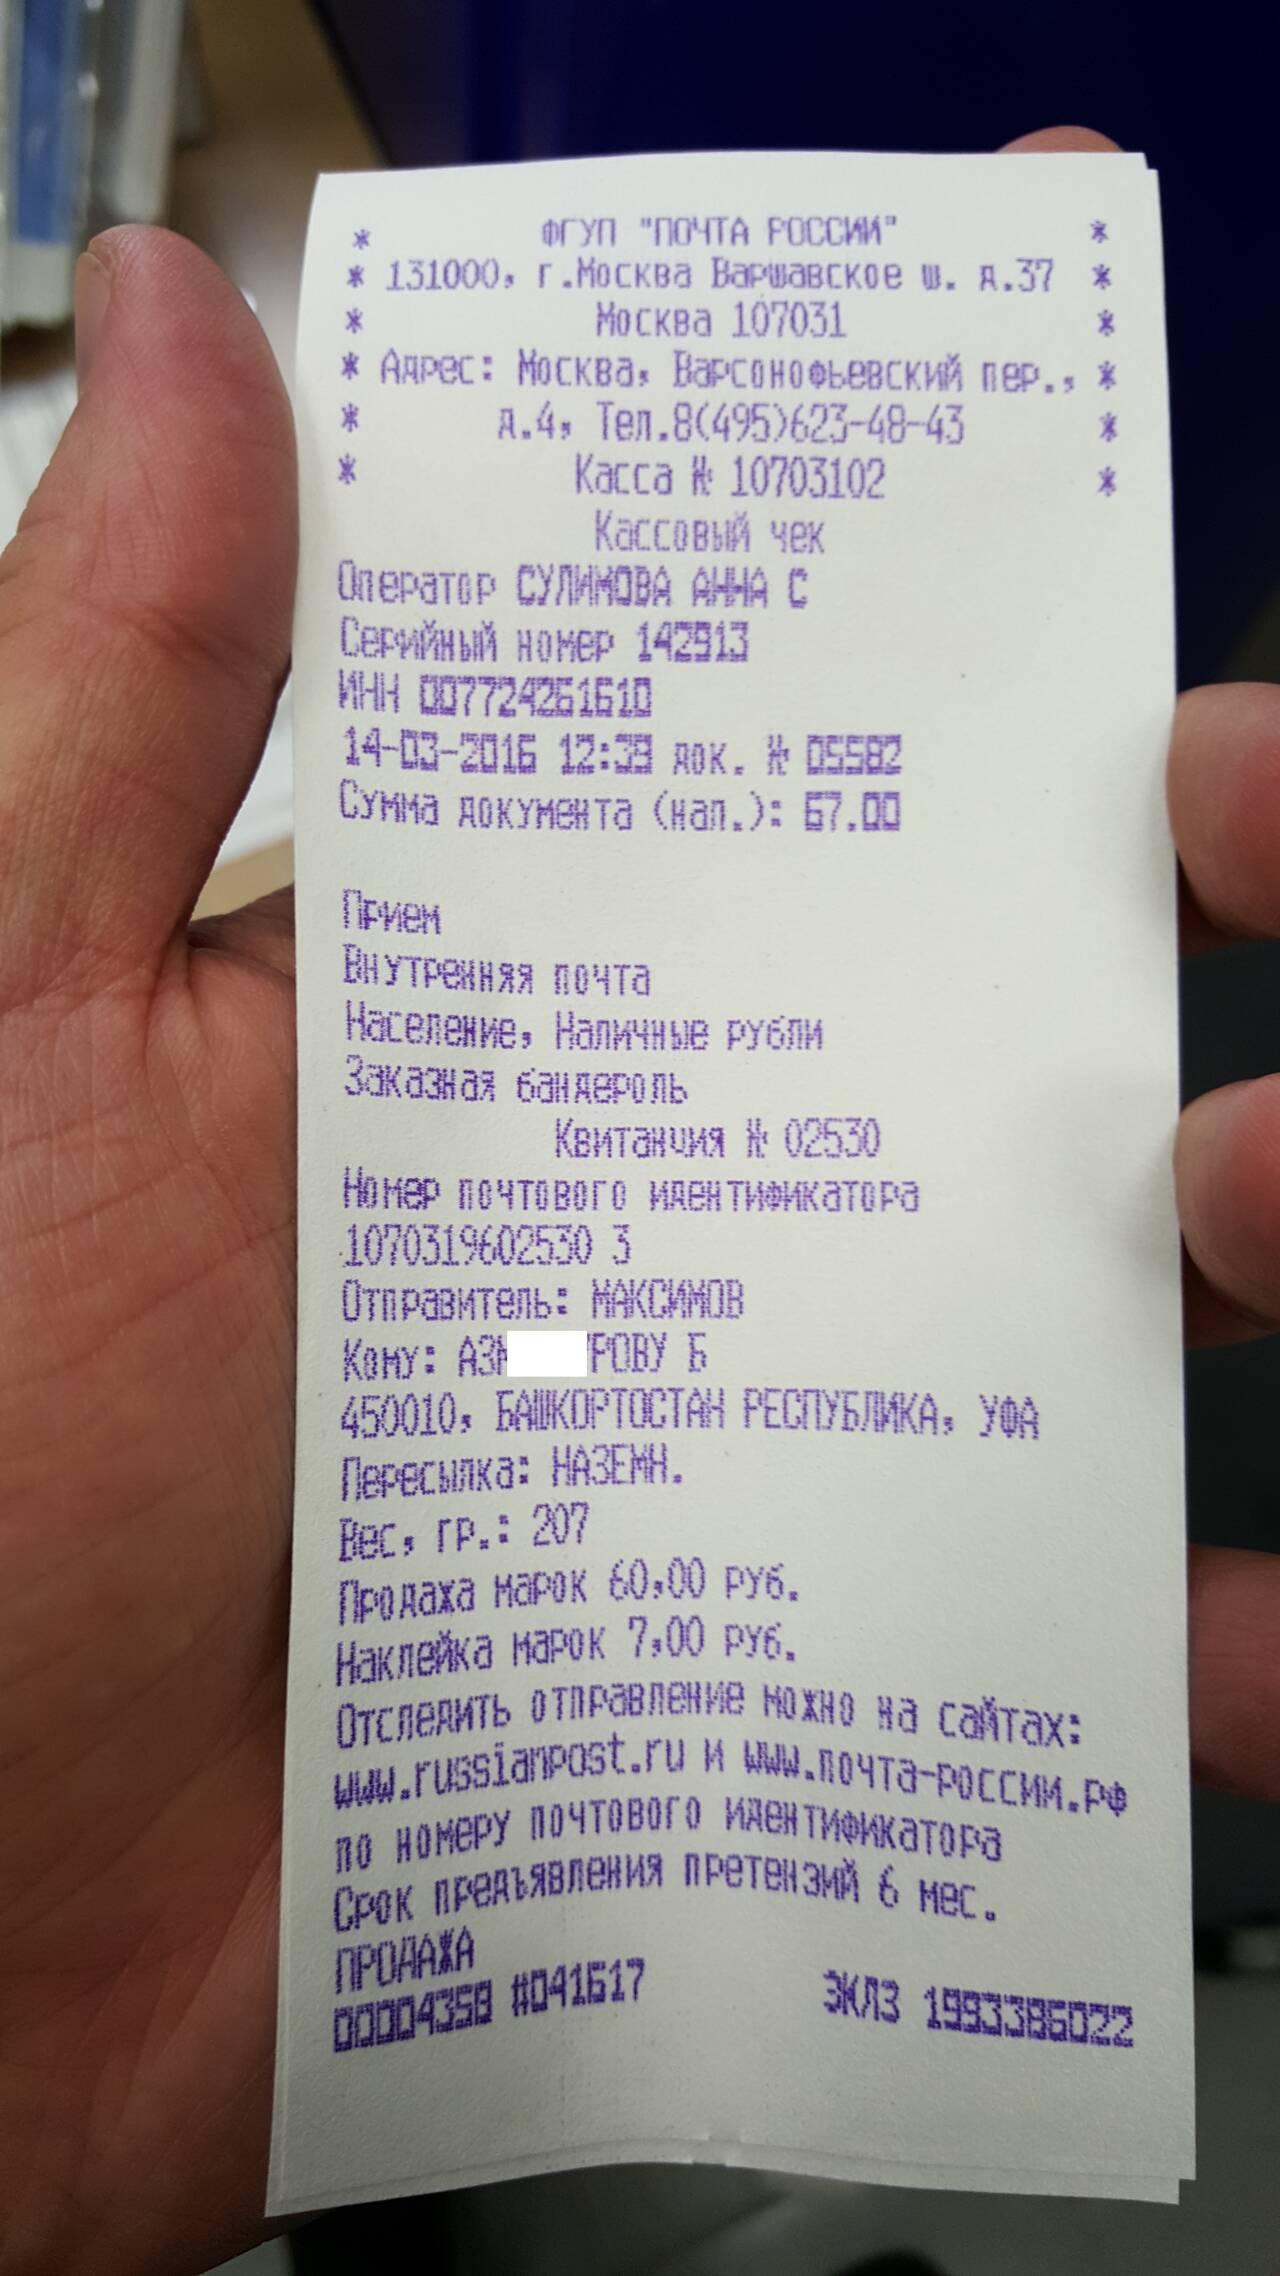 * ФГУП "ПОЧТА РОССИИ" *
* 131000, г.Москва Варшавское ш. д.37 *
* Москва 107031 *
* Адрес: Москва, Варсонофьевский пер., *
* д.4, Тел.8(495)623-48-43 *
* Касса № 10703102 *
Кассовый чек
Оператор СУЛИМОВА АННА С
Серийный номер 142913
ИНН 007724261610
14-03-2016 12:39 док. № 05582
Сумма документа (нал.): 67.00
Прием
Внутренняя почта
Население, Наличные рубли
Заказная бандероль
Квитанция № 02530
Номер почтового идентификатора
1070319602530 3
Отправитель: МАКСИМОВ
Кому: Б
450010, БАШКОРТОСТАН РЕСПУБЛИКА, УФА
Пересылка: НАЗЕМН.
Вес, гр.: 207
Продажа марок 60,00 руб.
Наклейка марок 7,00 руб.
Отследить отправление можно на сайтах:
www.russianpost.ru и www.почта-россии.рф
по номеру почтового идентификатора
Срок предъявления претензий 6 мес.
ПРОДАЖА
00004358 #041617 ЭКЛЗ 1993386022